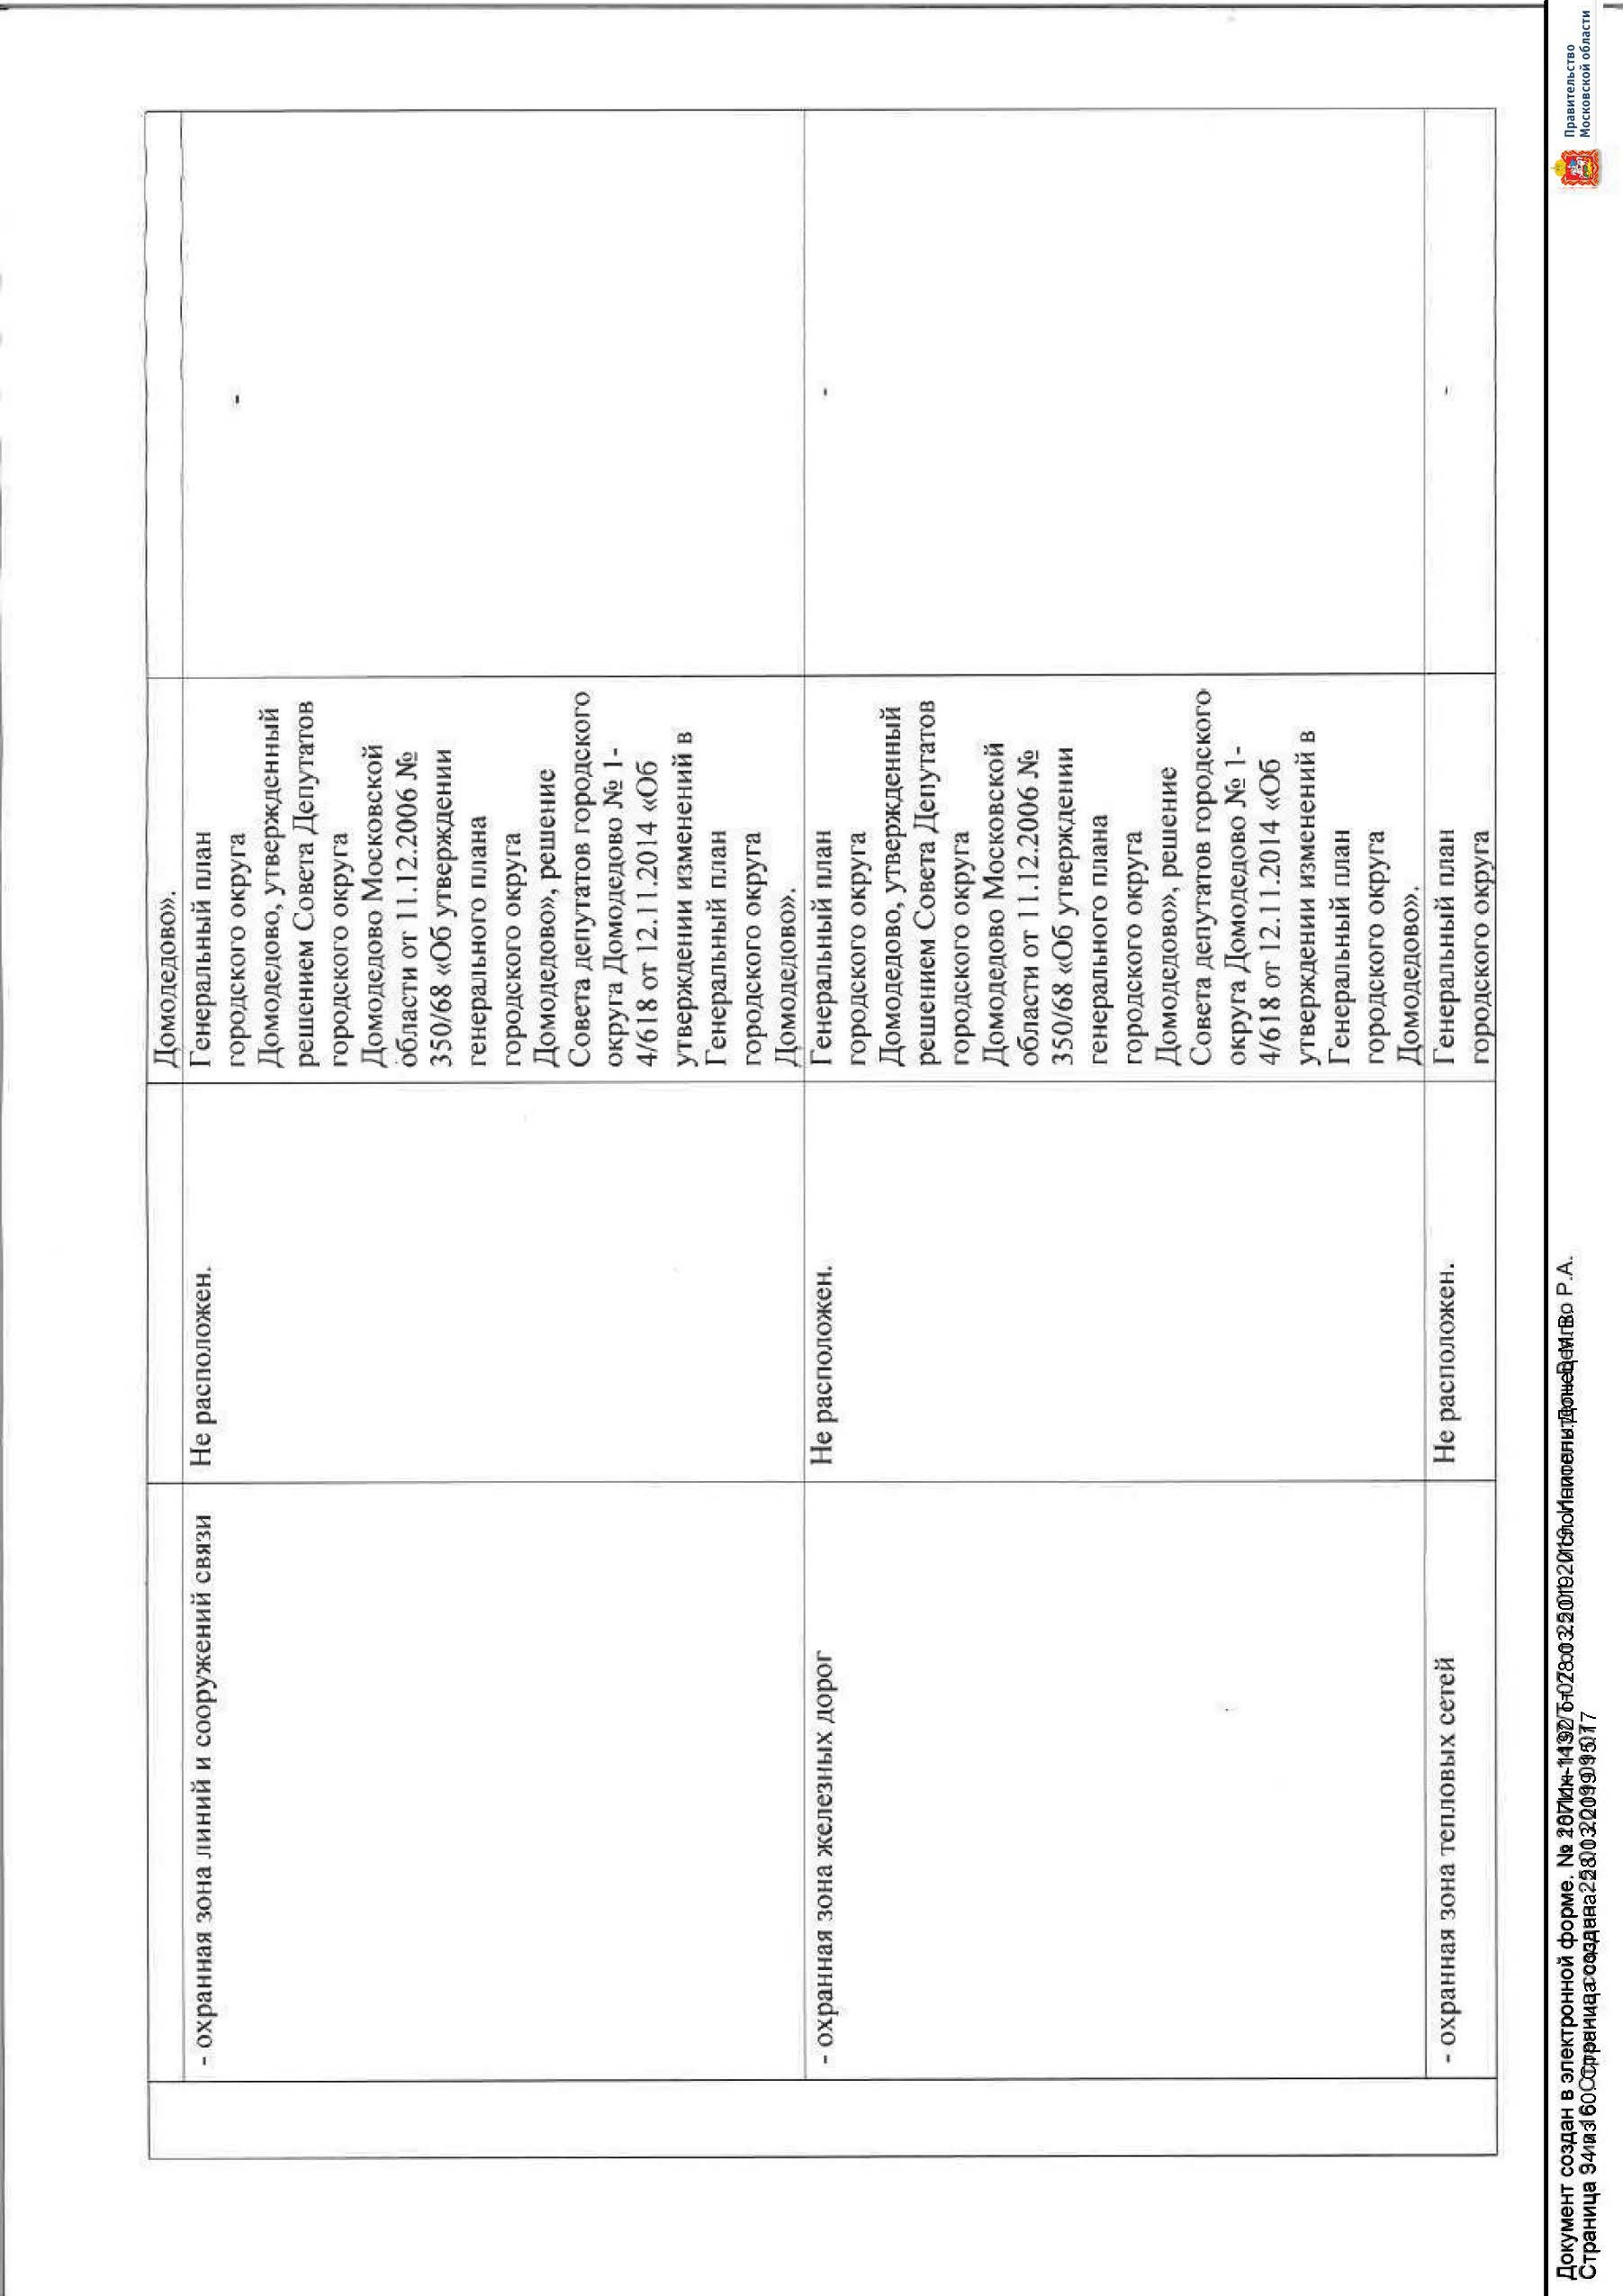 Домодедово».
- охранная зона линий и сооружений связи
Не расположен.
Генеральный план
городского округа
Домодедово, утвержденный
решением Совета Депутатов
городского округа
Домодедово Московской
области от 11.12.2006 №
350/68 «Об утверждении
генерального плана
городского округа
Домодедово», решение
Совета депутатов городского
округа Домодедово № 1-
4/618 от 12.11.2014 «Об
утверждении изменений в
Генеральный план
городского округа
Домодедово».
-
- охранная зона железных дорог
Не расположен.
Генеральный план
городского округа
Домодедово, утвержденный
решением Совета Депутатов
городского округа
Домодедово Московской
области от 11.12.2006 №
350/68 «Об утверждении
генерального плана
городского округа
Домодедово», решение
Совета депутатов городского
округа Домодедово № 1-
4/618 от 12.11.2014 «Об
утверждении изменений в
Генеральный план
городского округа
Домодедово».
-
- охранная зона тепловых сетей
Не расположен.
Генеральный план
городского округа
-
Документ создан в электронной форме. №
Страница
Правительство
Московской области